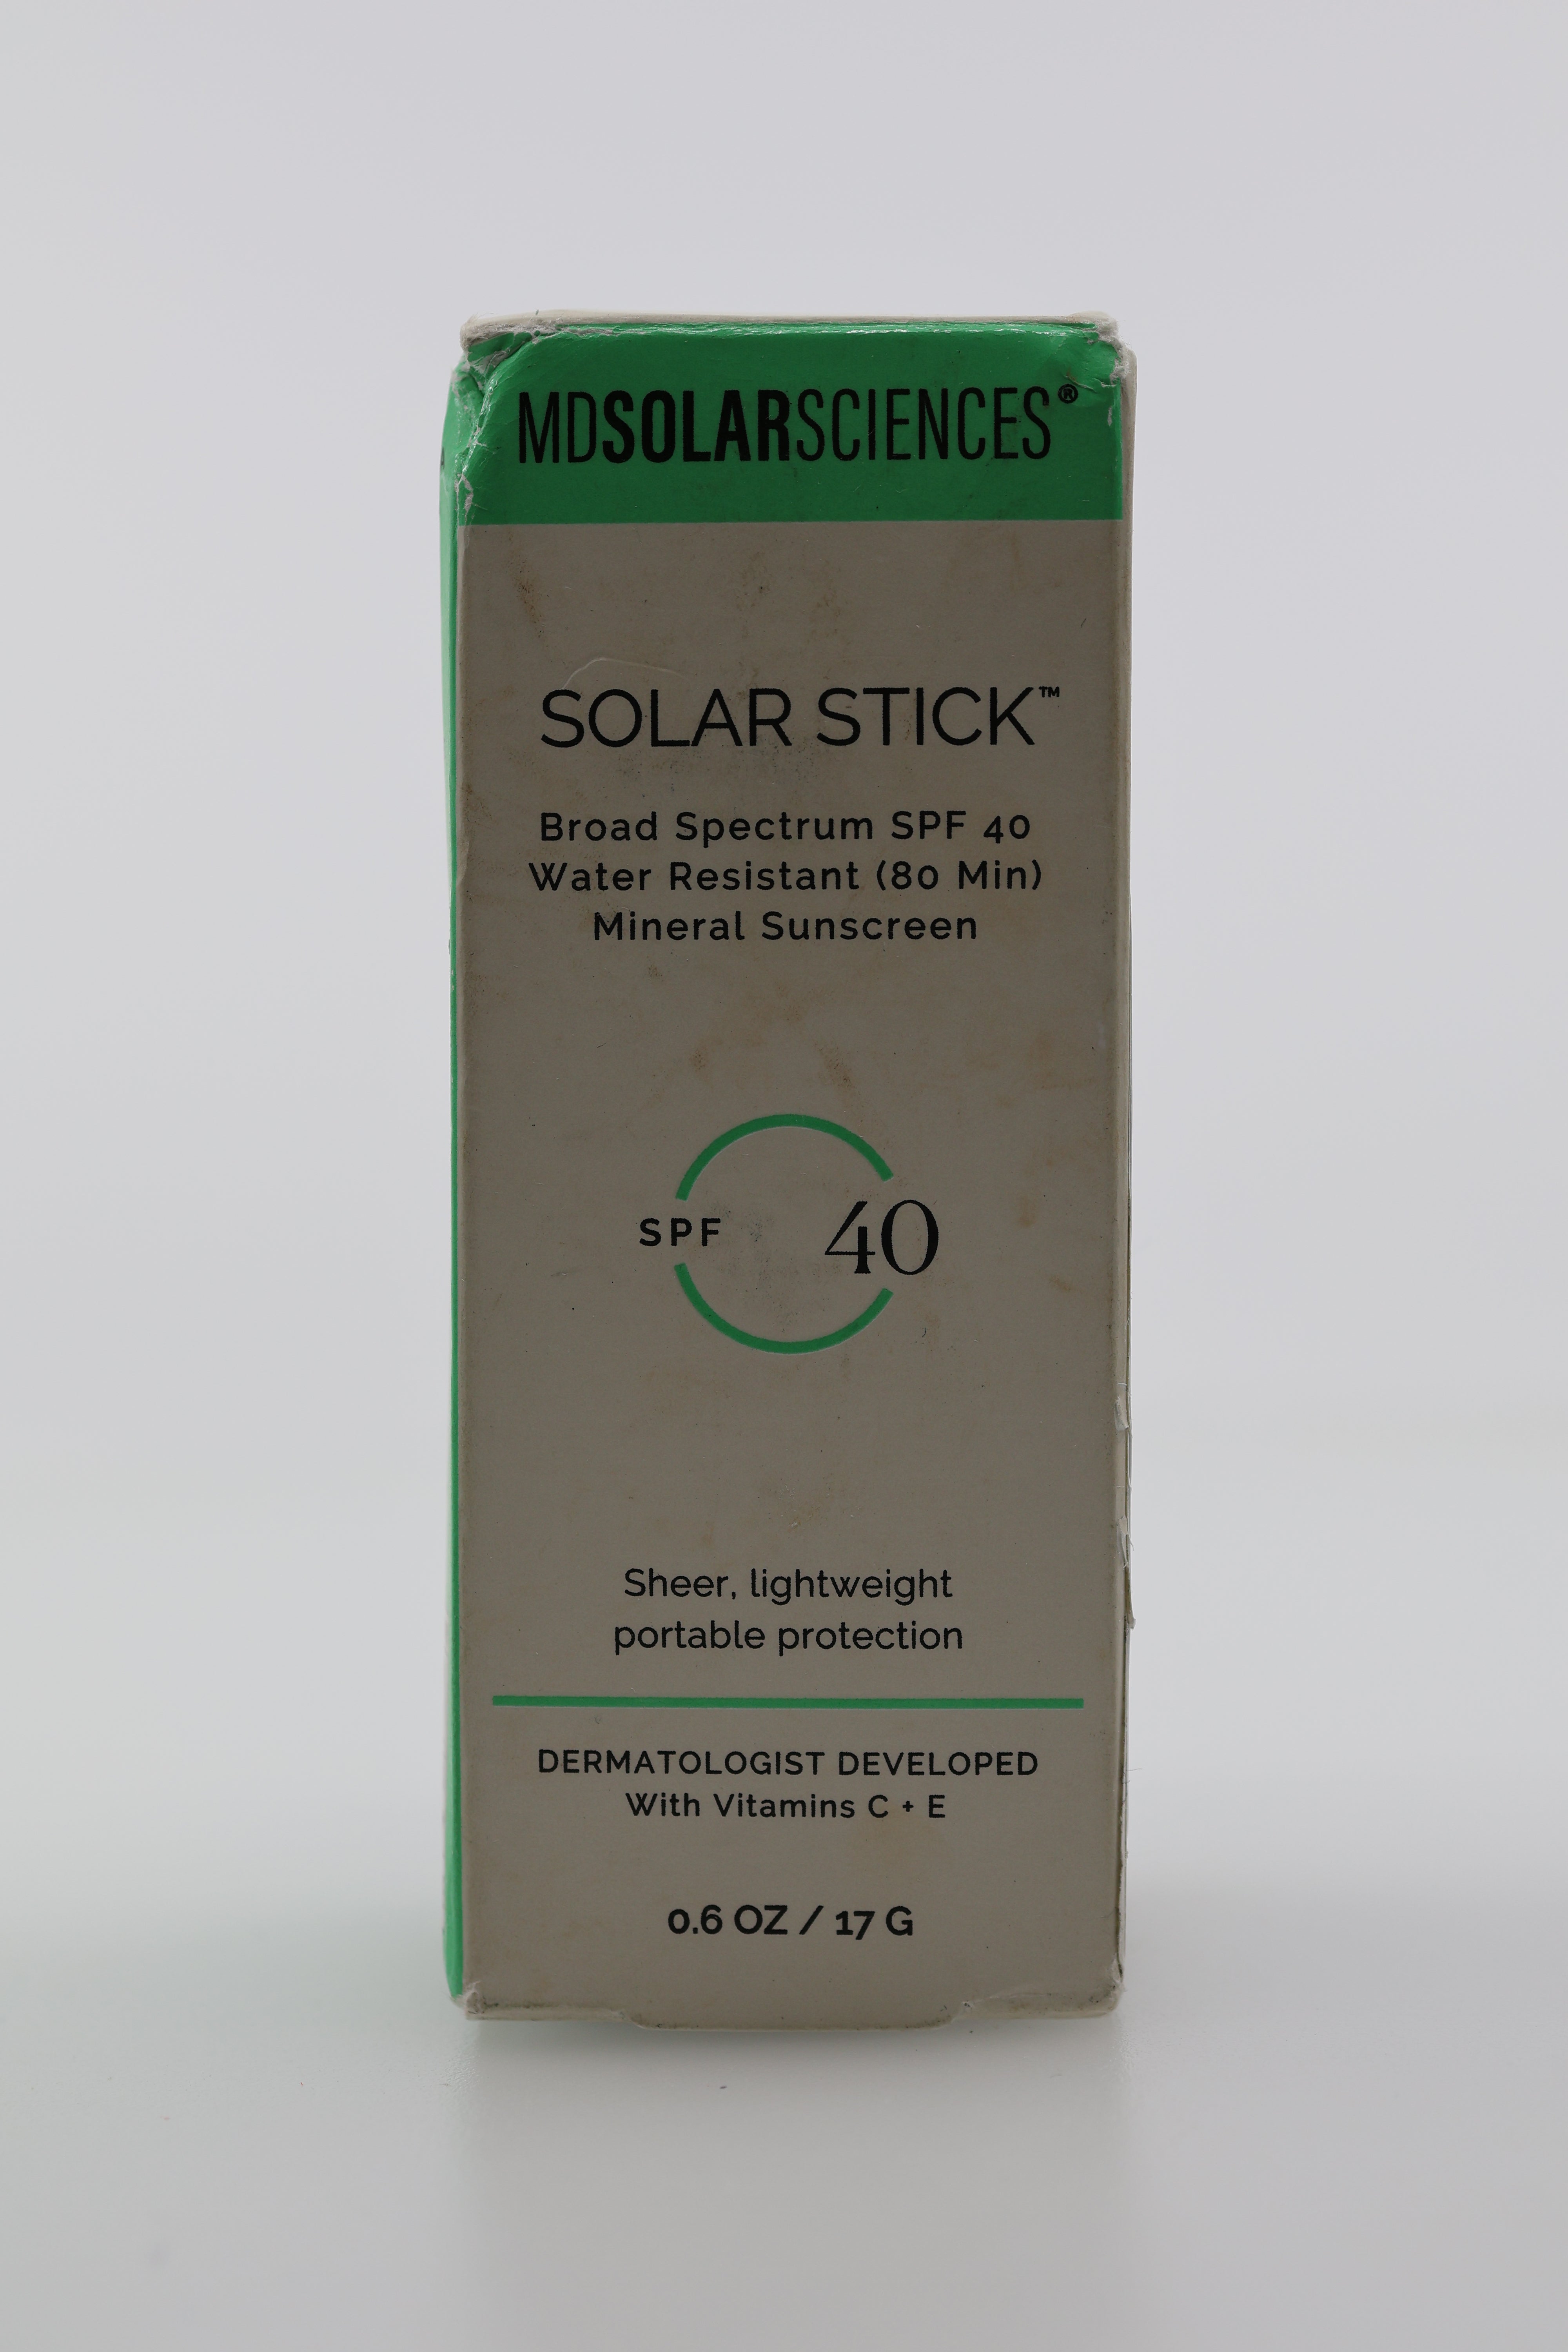 MDSOLARSCIENCES®
SOLAR STICK™
Broad Spectrum SPF 40
Water Resistant (80 Min)
Mineral Sunscreen
SPF 40
Sheer, lightweight
portable protection
DERMATOLOGIST DEVELOPED
With Vitamins C + E
0.6 OZ / 17 G